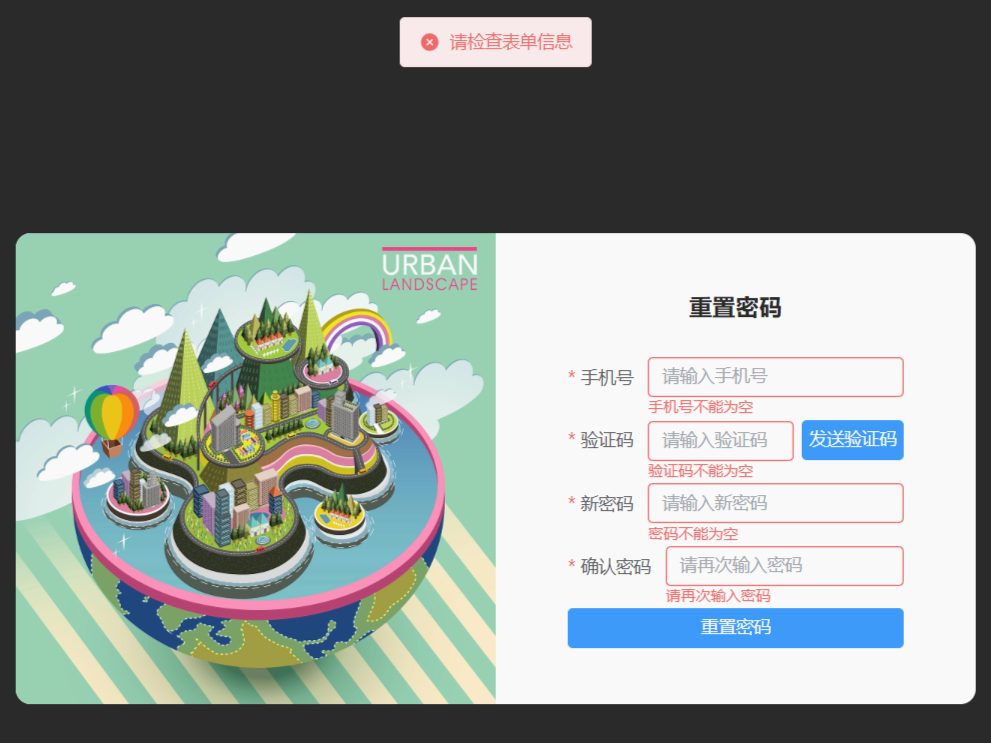 请检查表单信息
URBAN
LANDSCAPE
重置密码
* 手机号 请输入手机号
手机号不能为空
* 验证码 请输入验证码 发送验证码
验证码不能为空
* 新密码 请输入新密码
密码不能为空
* 确认密码 请再次输入密码
请再次输入密码
重置密码